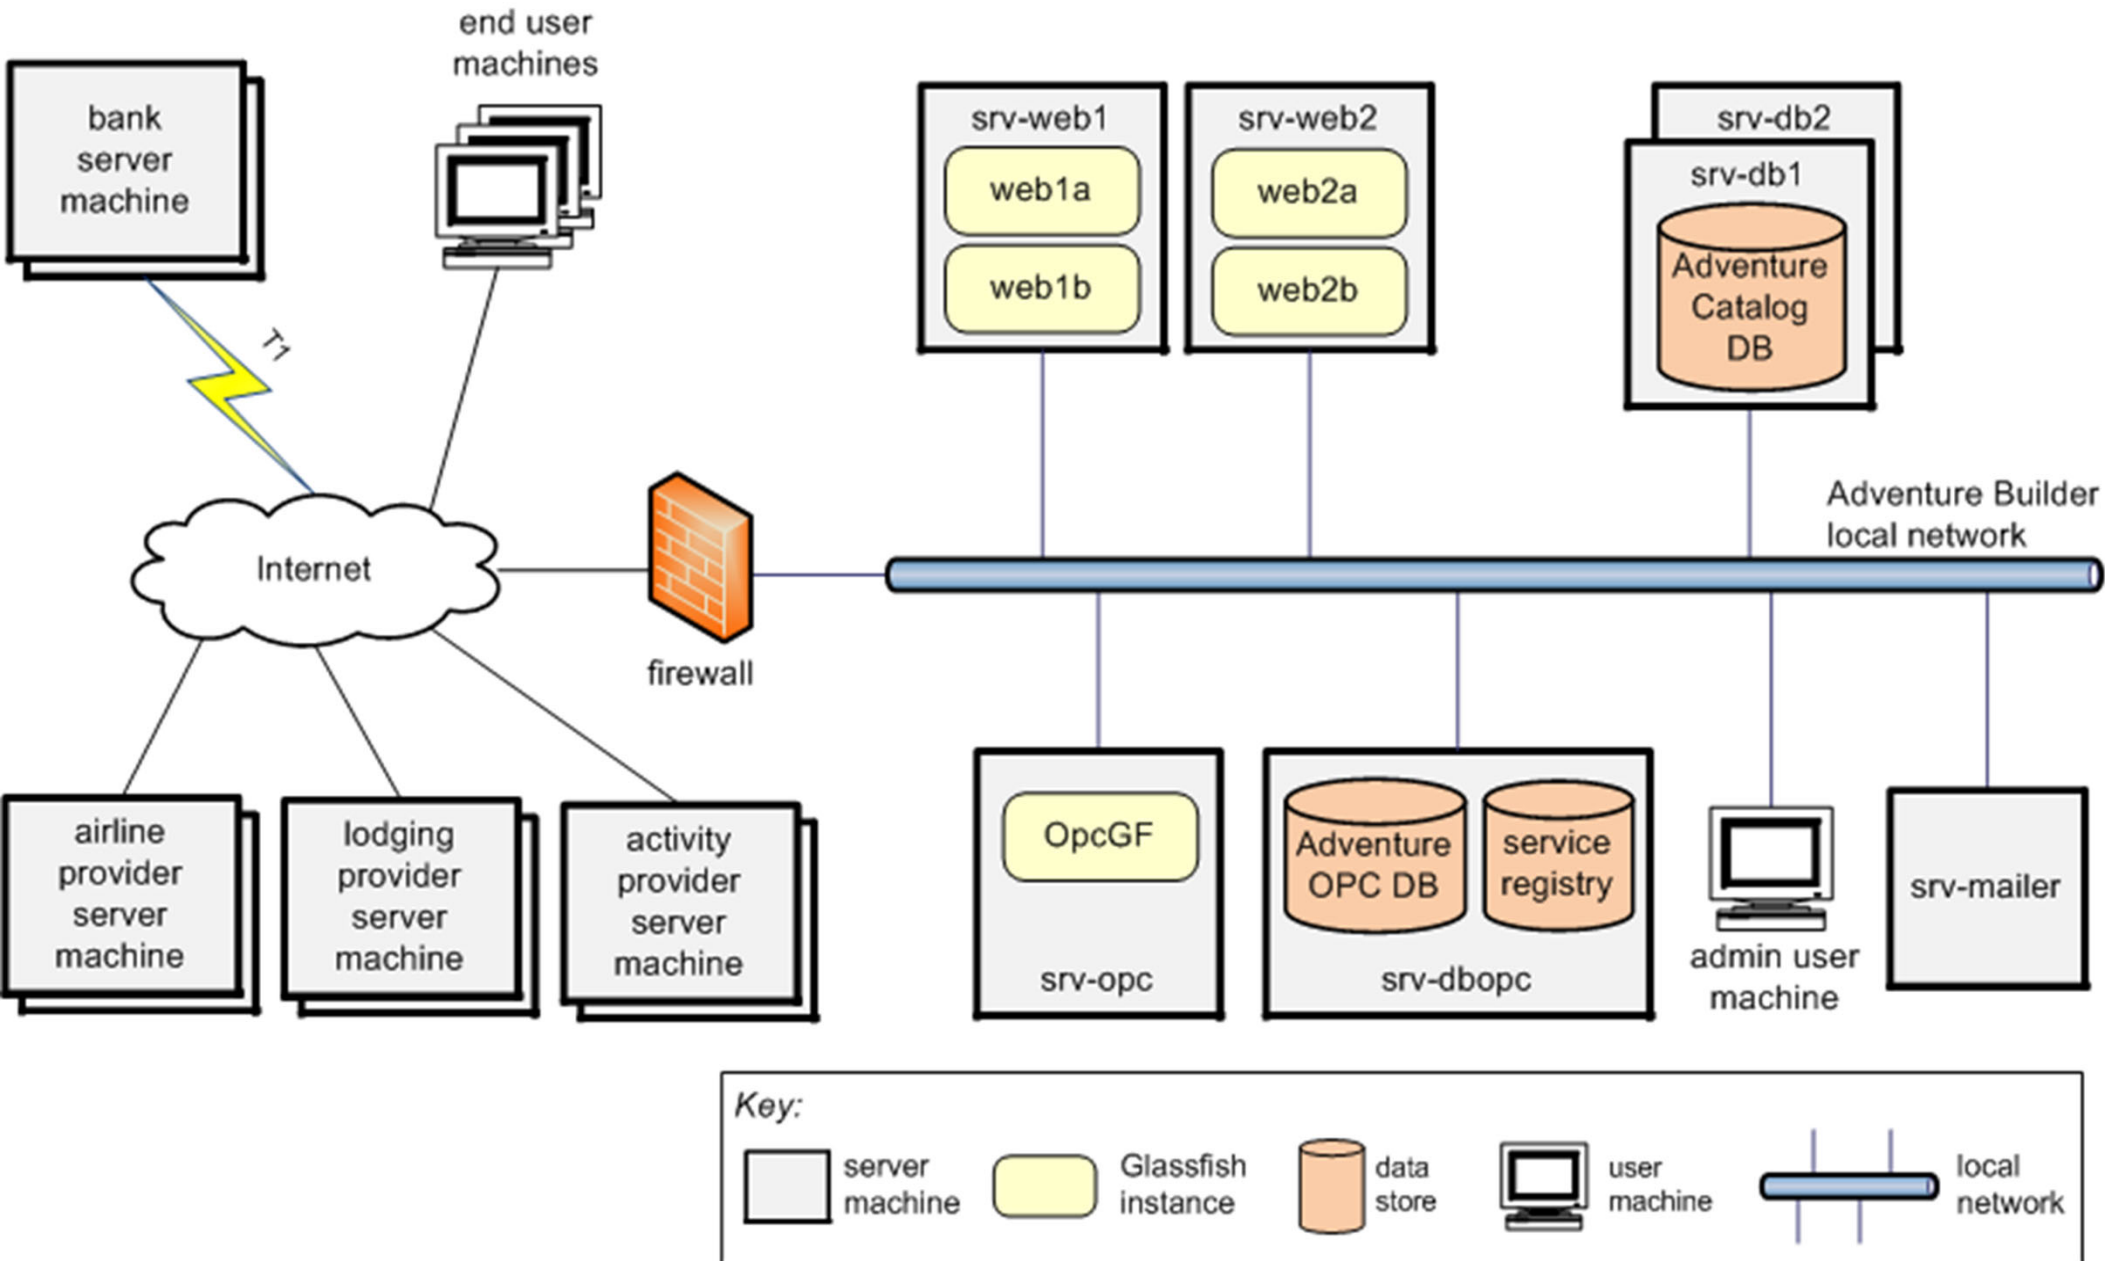 end user
machines
bank
server
machine
T1
srv-web1
web1a
web1b
srv-web2
web2a
web2b
srv-db2
srv-db1
Adventure
Catalog
DB
Adventure Builder
local network
Internet
firewall
airline
provider
server
machine
lodging
provider
server
machine
activity
provider
server
machine
OpcGF
srv-opc
Adventure
OPC DB
service
registry
srv-dbopc
admin user
machine
srv-mailer
Key:
server
machine
Glassfish
instance
data
store
user
machine
local
network